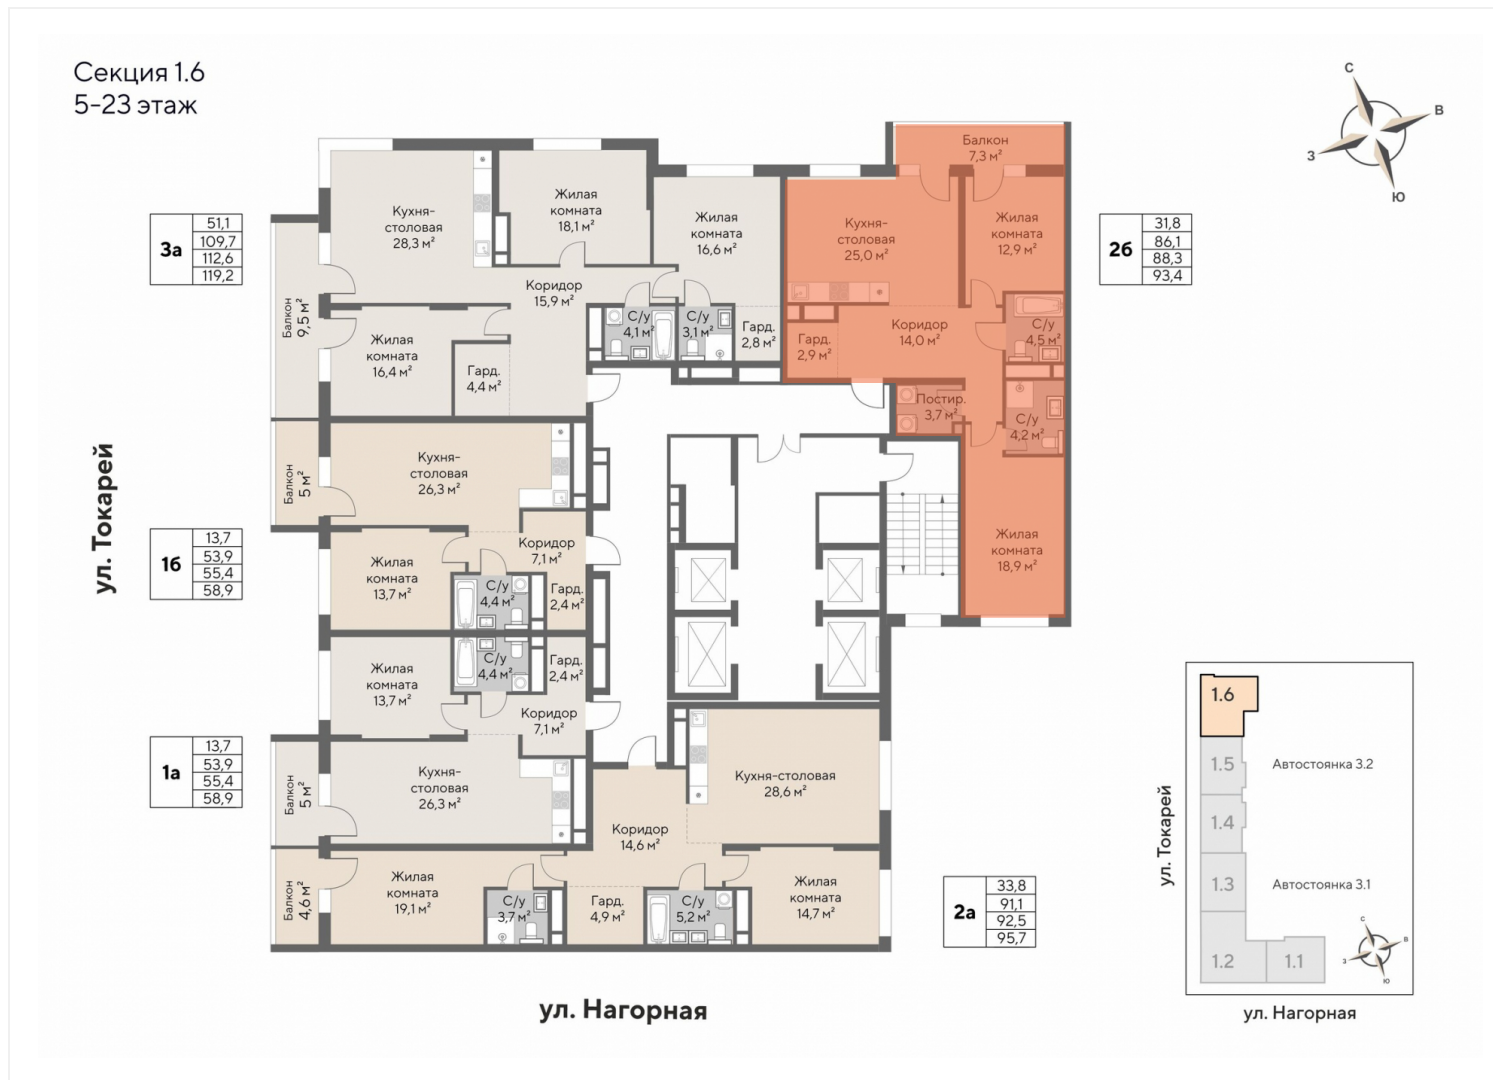 Секция 1.6
5-23 этаж
С
В
З
Ю
3а
51,1
109,7
112,6
119,2
Балкон
9,5 м²
Кухня-
столовая
28,3 м²
Жилая
комната
18,1 м²
Жилая
комната
16,6 м²
Коридор
15,9 м²
С/у
4,1 м²
С/у
3,1 м²
Гард.
2,8 м²
Жилая
комната
16,4 м²
Гард.
4,4 м²
Балкон
7,3 м²
Кухня-
столовая
25,0 м²
Жилая
комната
12,9 м²
Коридор
14,0 м²
Гард.
2,9 м²
С/у
4,5 м²
Постир.
3,7 м²
С/у
4,2 м²
Жилая
комната
18,9 м²
2б
31,8
86,1
88,3
93,4
ул. Токарей
1б
13,7
53,9
55,4
58,9
Балкон
5 м²
Кухня-
столовая
26,3 м²
Жилая
комната
13,7 м²
Коридор
7,1 м²
С/у
4,4 м²
Гард.
2,4 м²
1а
13,7
53,9
55,4
58,9
Жилая
комната
13,7 м²
С/у
4,4 м²
Гард.
2,4 м²
Коридор
7,1 м²
Балкон
5 м²
Кухня-
столовая
26,3 м²
Кухня-столовая
28,6 м²
Коридор
14,6 м²
Балкон
4,6 м²
Жилая
комната
19,1 м²
С/у
3,7 м²
Гард.
4,9 м²
С/у
5,2 м²
Жилая
комната
14,7 м²
2а
33,8
91,1
92,5
95,7
ул. Нагорная
1.6
1.5
Автостоянка 3.2
1.4
1.3
Автостоянка 3.1
1.2
1.1
С
В
З
Ю
ул. Токарей
ул. Нагорная